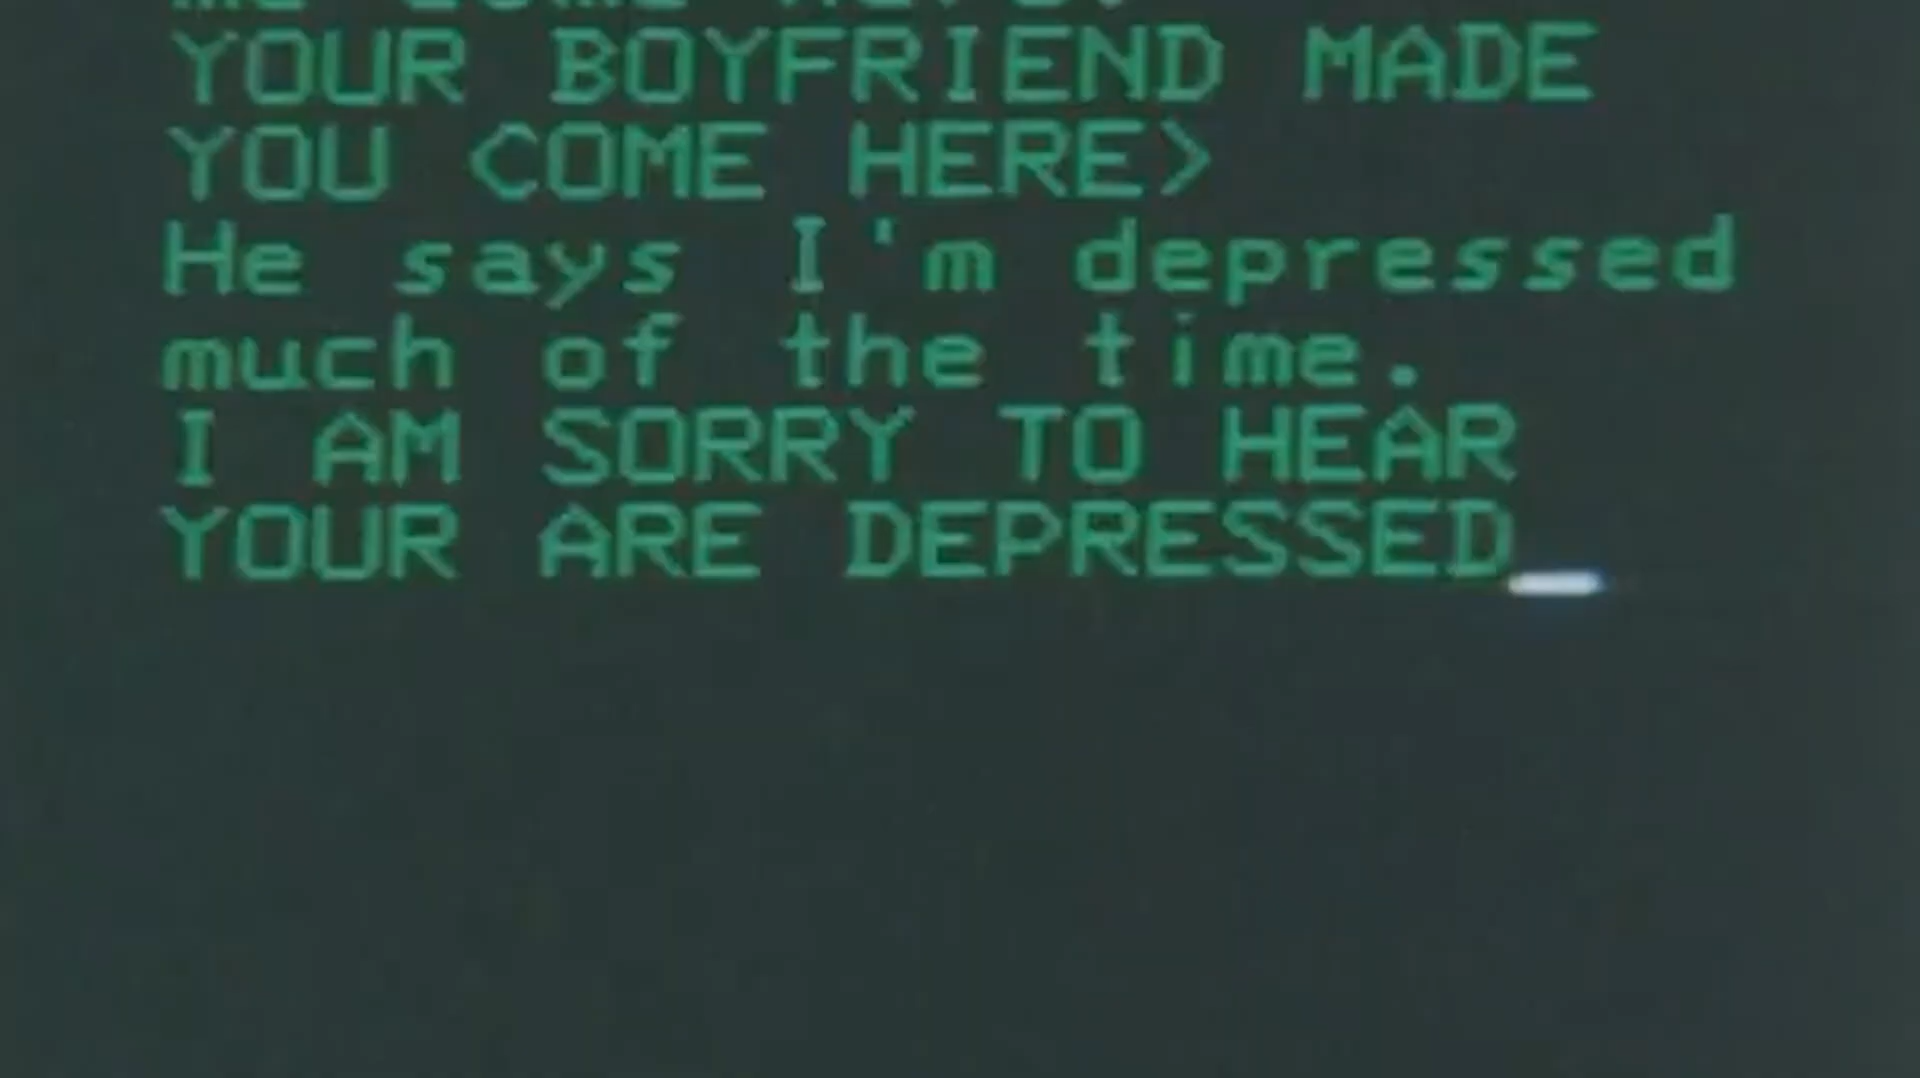 YOUR BOYFRIEND MADE
YOU COME HERE>
He says I'm depressed
much of the time.
I AM SORRY TO HEAR
YOUR ARE DEPRESSED